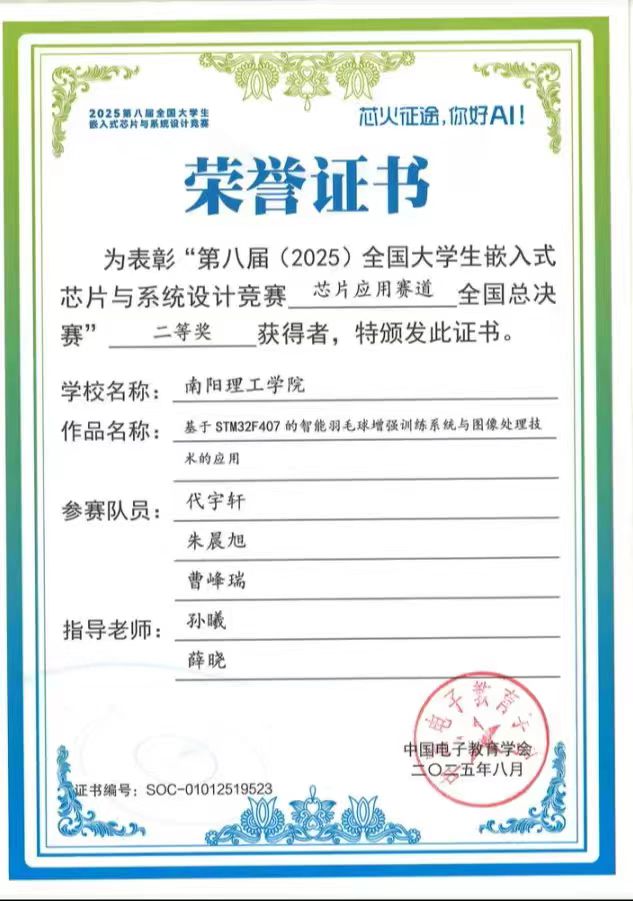 2025第八届全国大学生
嵌入式芯片与系统设计竞赛
芯火征途,你好AI!
荣誉证书
为表彰“第八届（2025）全国大学生嵌入式
芯片与系统设计竞赛 芯片应用赛道 全国总决
赛” 二等奖 获得者，特颁发此证书。
学校名称： 南阳理工学院
作品名称： 基于STM32F407的智能羽毛球增强训练系统与图像处理技
术的应用
参赛队员： 代宇轩
朱晨旭
曹峰瑞
指导老师： 孙曦
薛晓
中国电子教育学会
二〇二五年八月
证书编号：SOC-01012519523